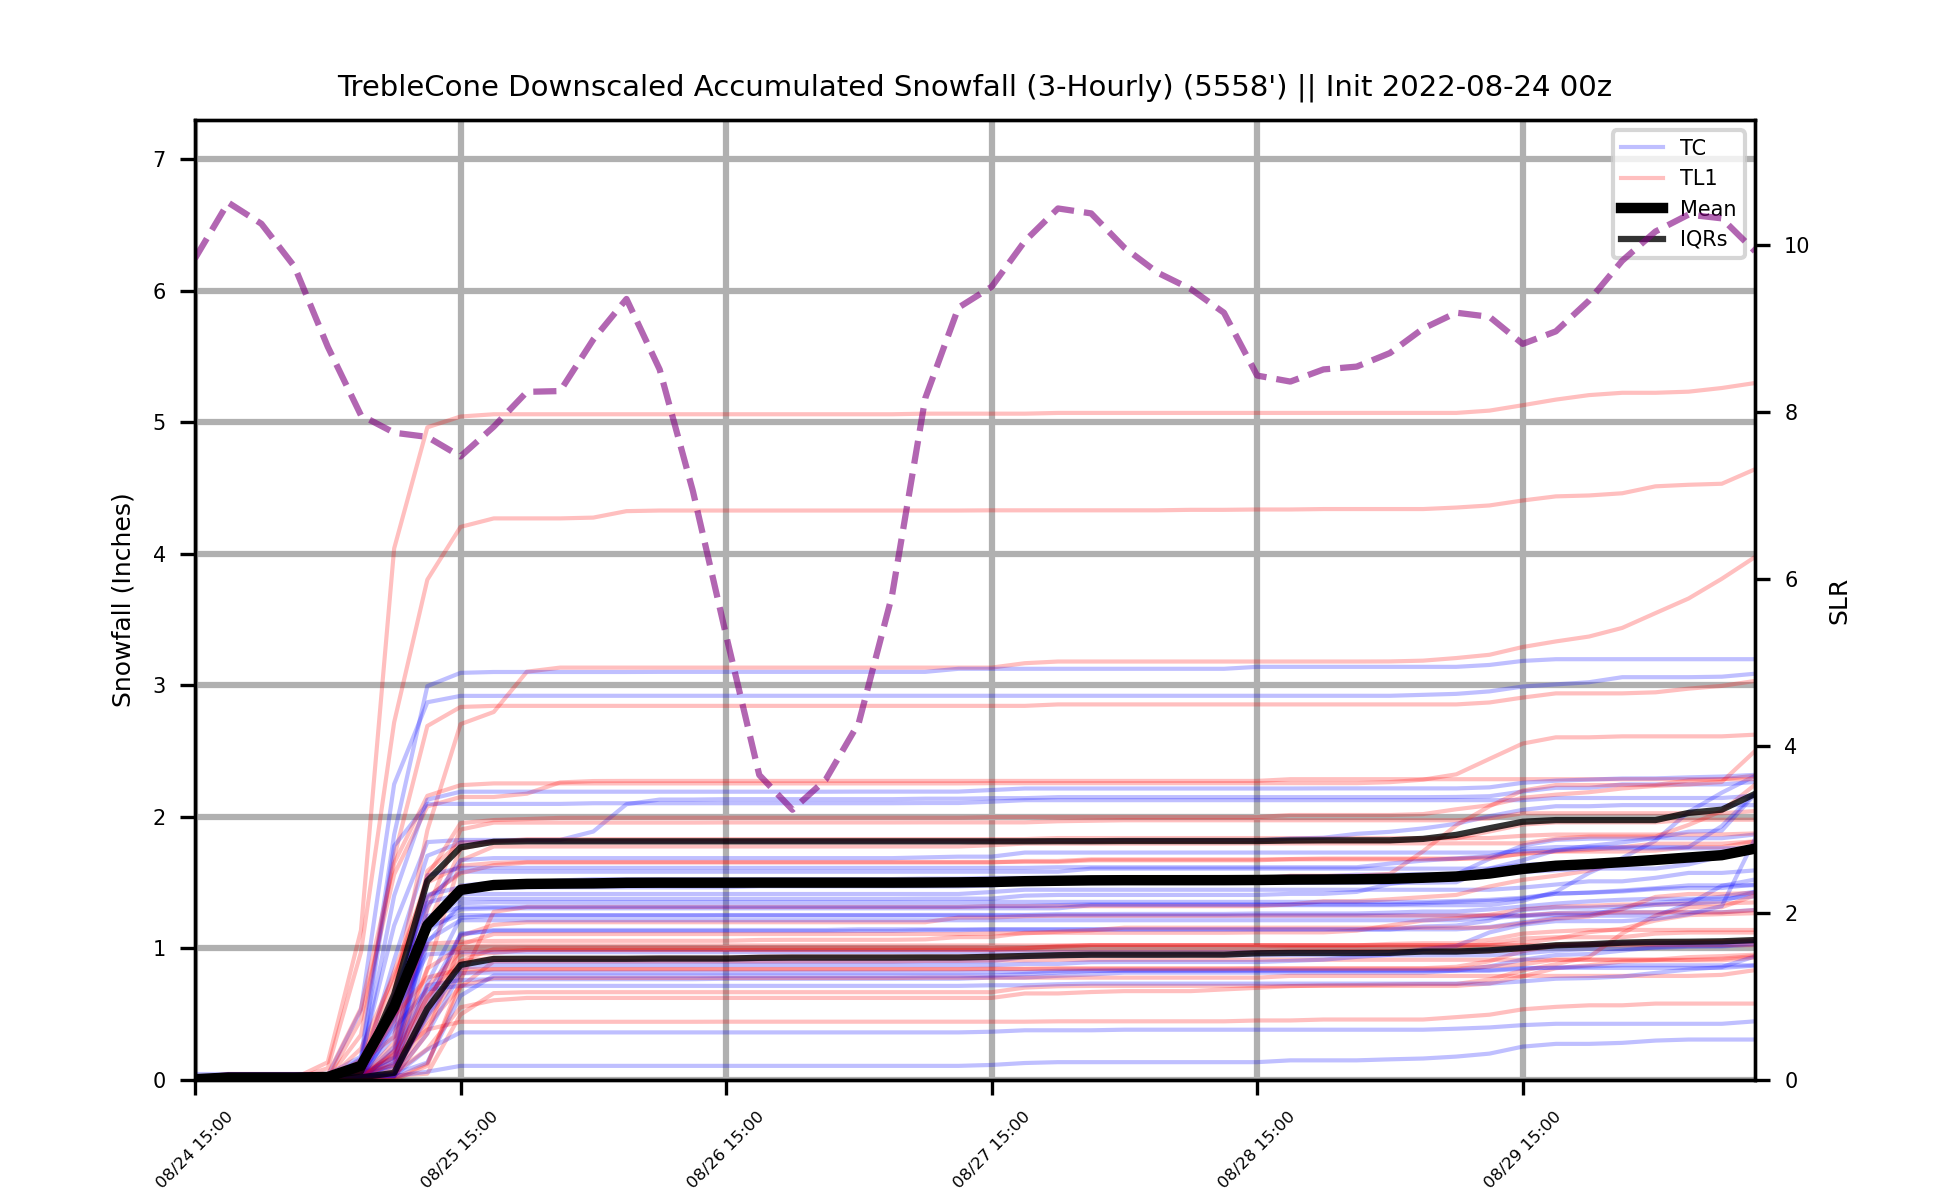 TrebleCone Downscaled Accumulated Snowfall (3-Hourly) (5558') || Init 2022-08-24 00z
TC
TL1
Mean
IQRs
7
6
5
4
3
2
1
0
Snowfall (Inches)
10
8
6
4
2
0
SLR
08/24 15:00
08/25 15:00
08/26 15:00
08/27 15:00
08/28 15:00
08/29 15:00